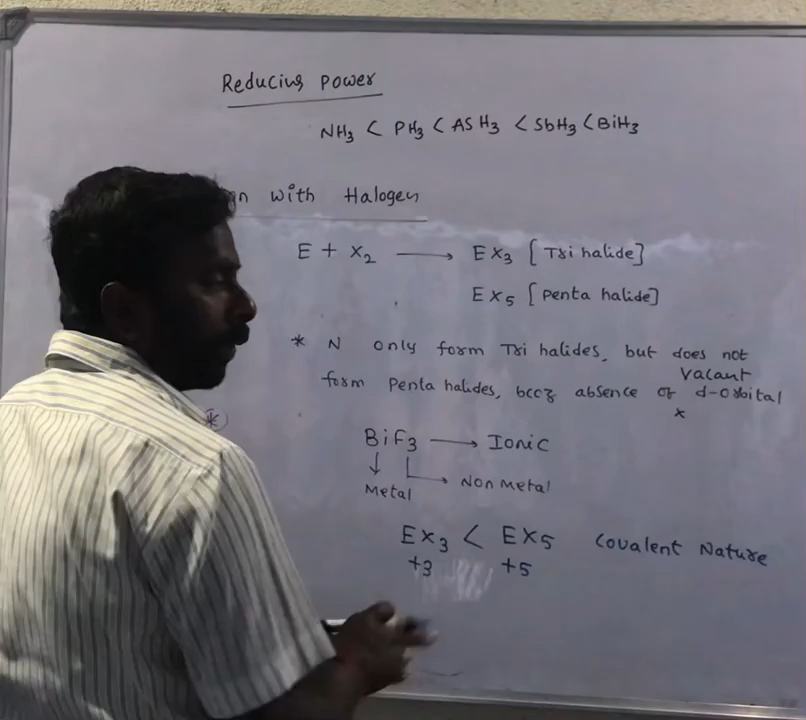 Reducing power
NH3 < PH3 < ASH3 < SbH3 < BiH3
n with Halogen
E + X2 ⟶ EX3 [Tri halide]
EX5 [penta halide]
* N only form Tri halides, but does not
vacant
form penta halides, bccz absence of d-orbital
x
*
BiF3 ⟶ Ionic
↓ → Non metal
Metal
EX3 < EX5 Covalent Nature
+3 +5